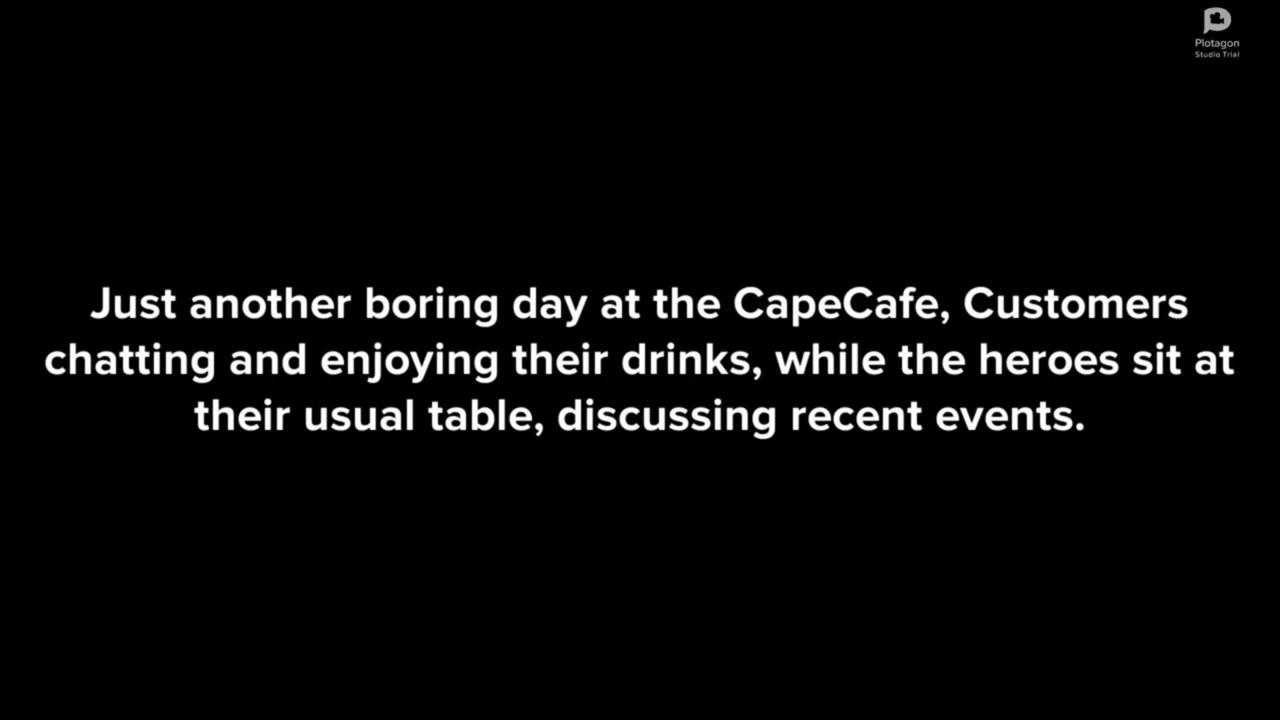 Plotagon
Studio Trial
Just another boring day at the CapeCafe, Customers
chatting and enjoying their drinks, while the heroes sit at
their usual table, discussing recent events.